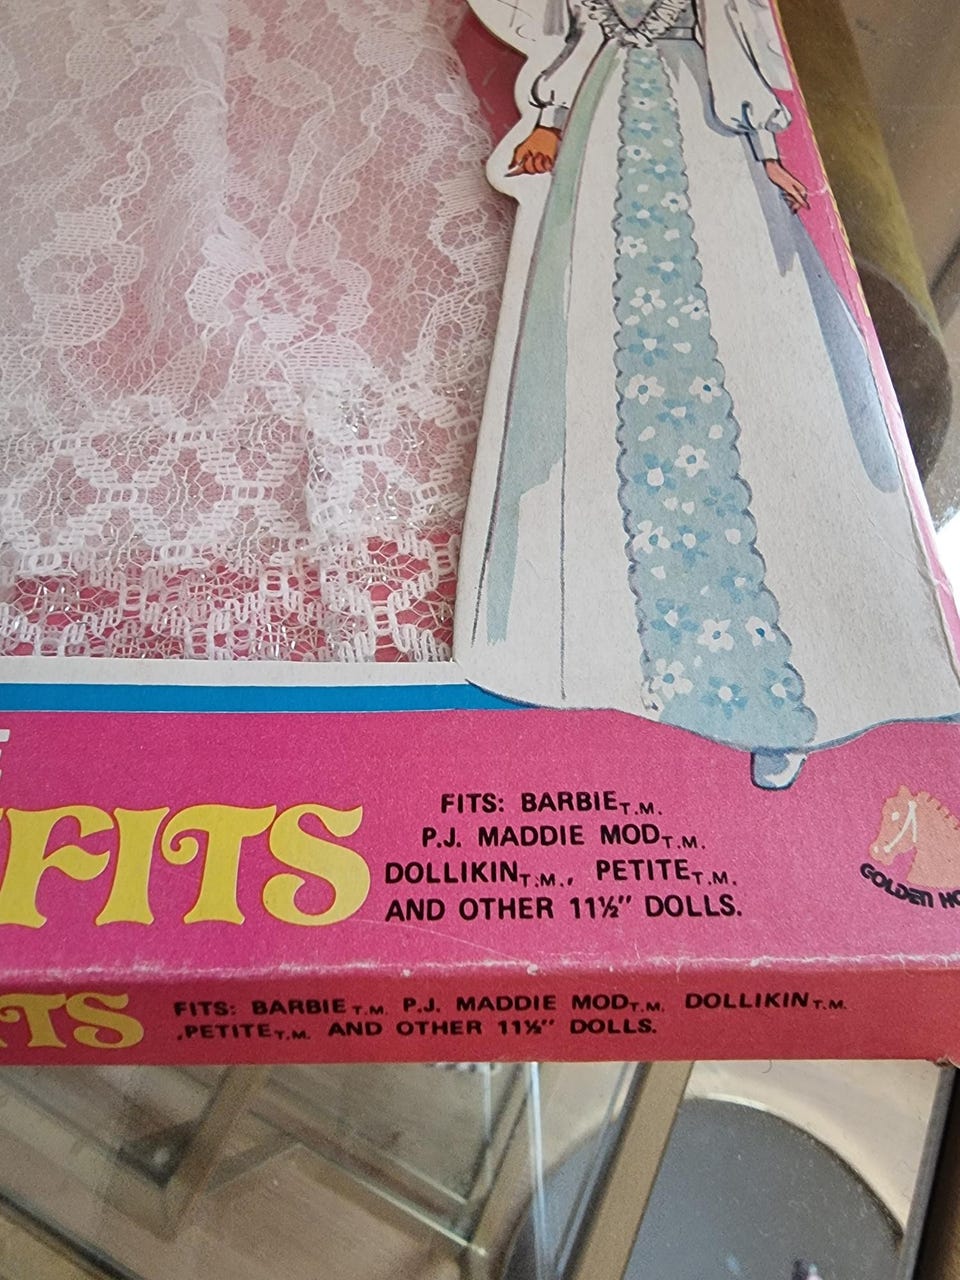 FITS
FITS: BARBIE T.M.
P.J. MADDIE MOD T.M.
DOLLIKIN T.M., PETITE T.M.
AND OTHER 11½" DOLLS.
GOLDEN
TS
FITS: BARBIE T.M. P.J. MADDIE MOD T.M. DOLLIKIN T.M.
,PETITE T.M. AND OTHER 11½" DOLLS.